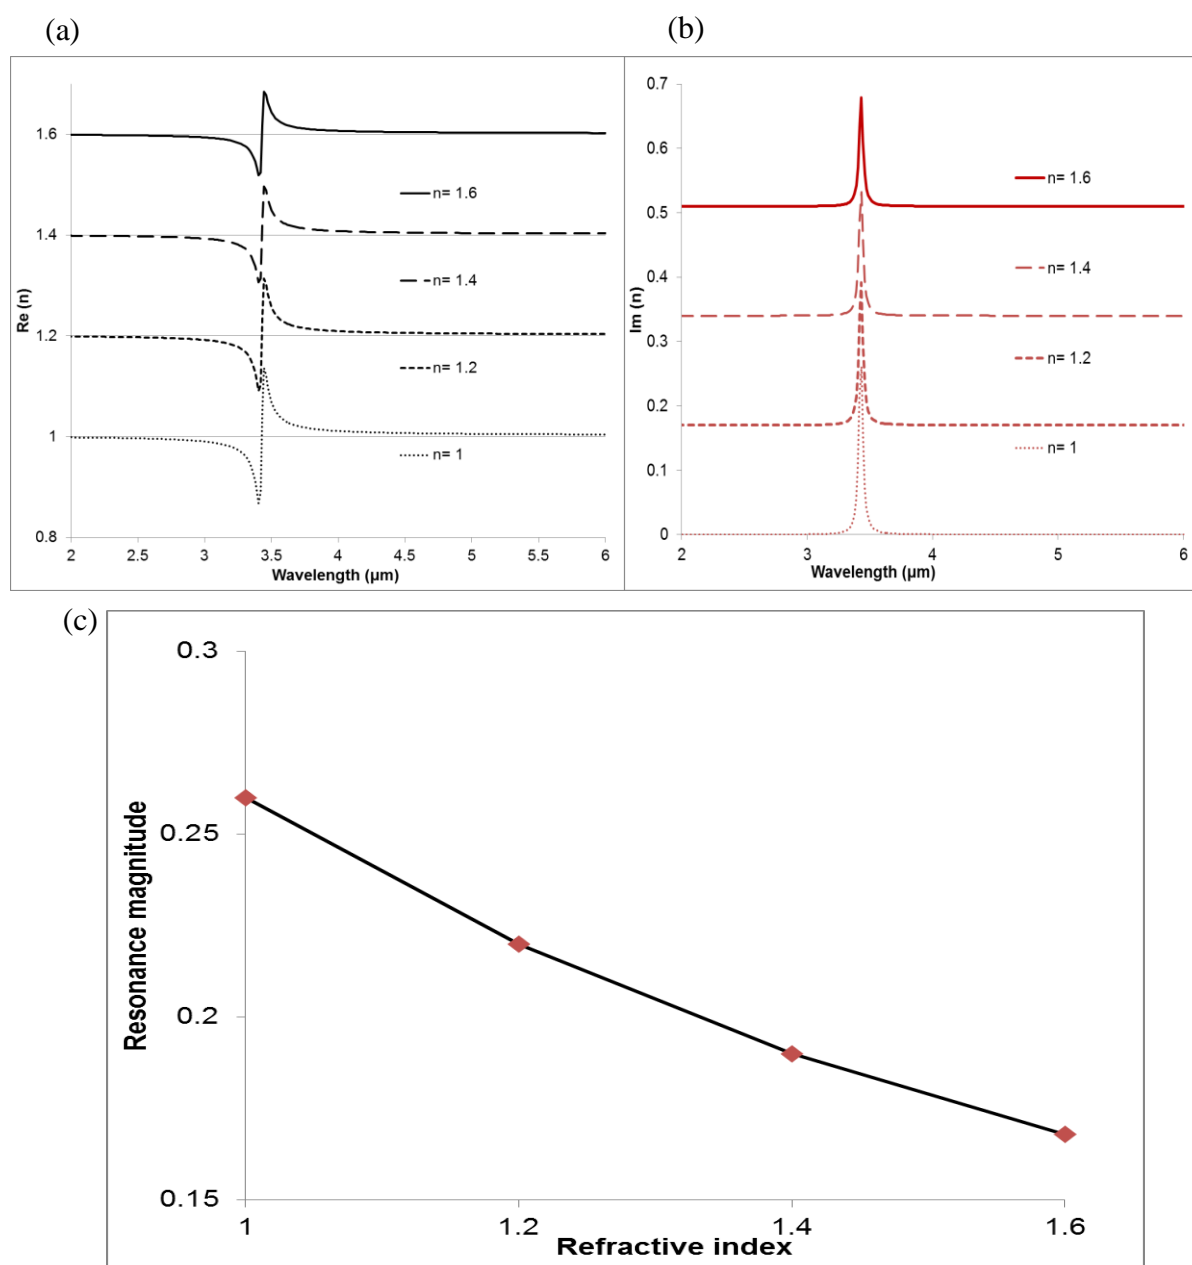 (a)
(b)
1.6
1.4
1.2
1
0.8
Re (n)
n= 1.6
n= 1.4
n= 1.2
n= 1
2 2.5 3 3.5 4 4.5 5 5.5 6
Wavelength (µm)
0.7
0.6
0.5
0.4
0.3
0.2
0.1
0
Im (n)
n= 1.6
n= 1.4
n= 1.2
n= 1
2 3 4 5 6
Wavelength (µm)
(c)
0.3
0.25
0.2
0.15
Resonance magnitude
1 1.2 1.4 1.6
Refractive index